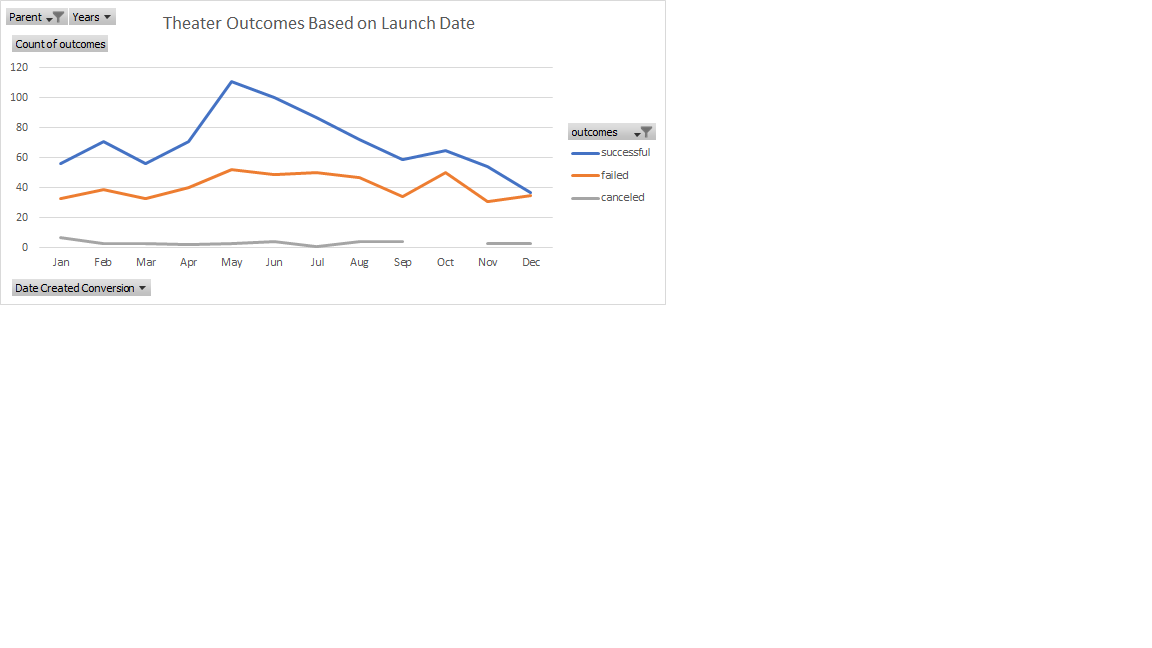 Parent Years
Theater Outcomes Based on Launch Date
Count of outcomes
120
100
80
60
40
20
0
Jan Feb Mar Apr May Jun Jul Aug Sep Oct Nov Dec
outcomes
successful
failed
canceled
Date Created Conversion